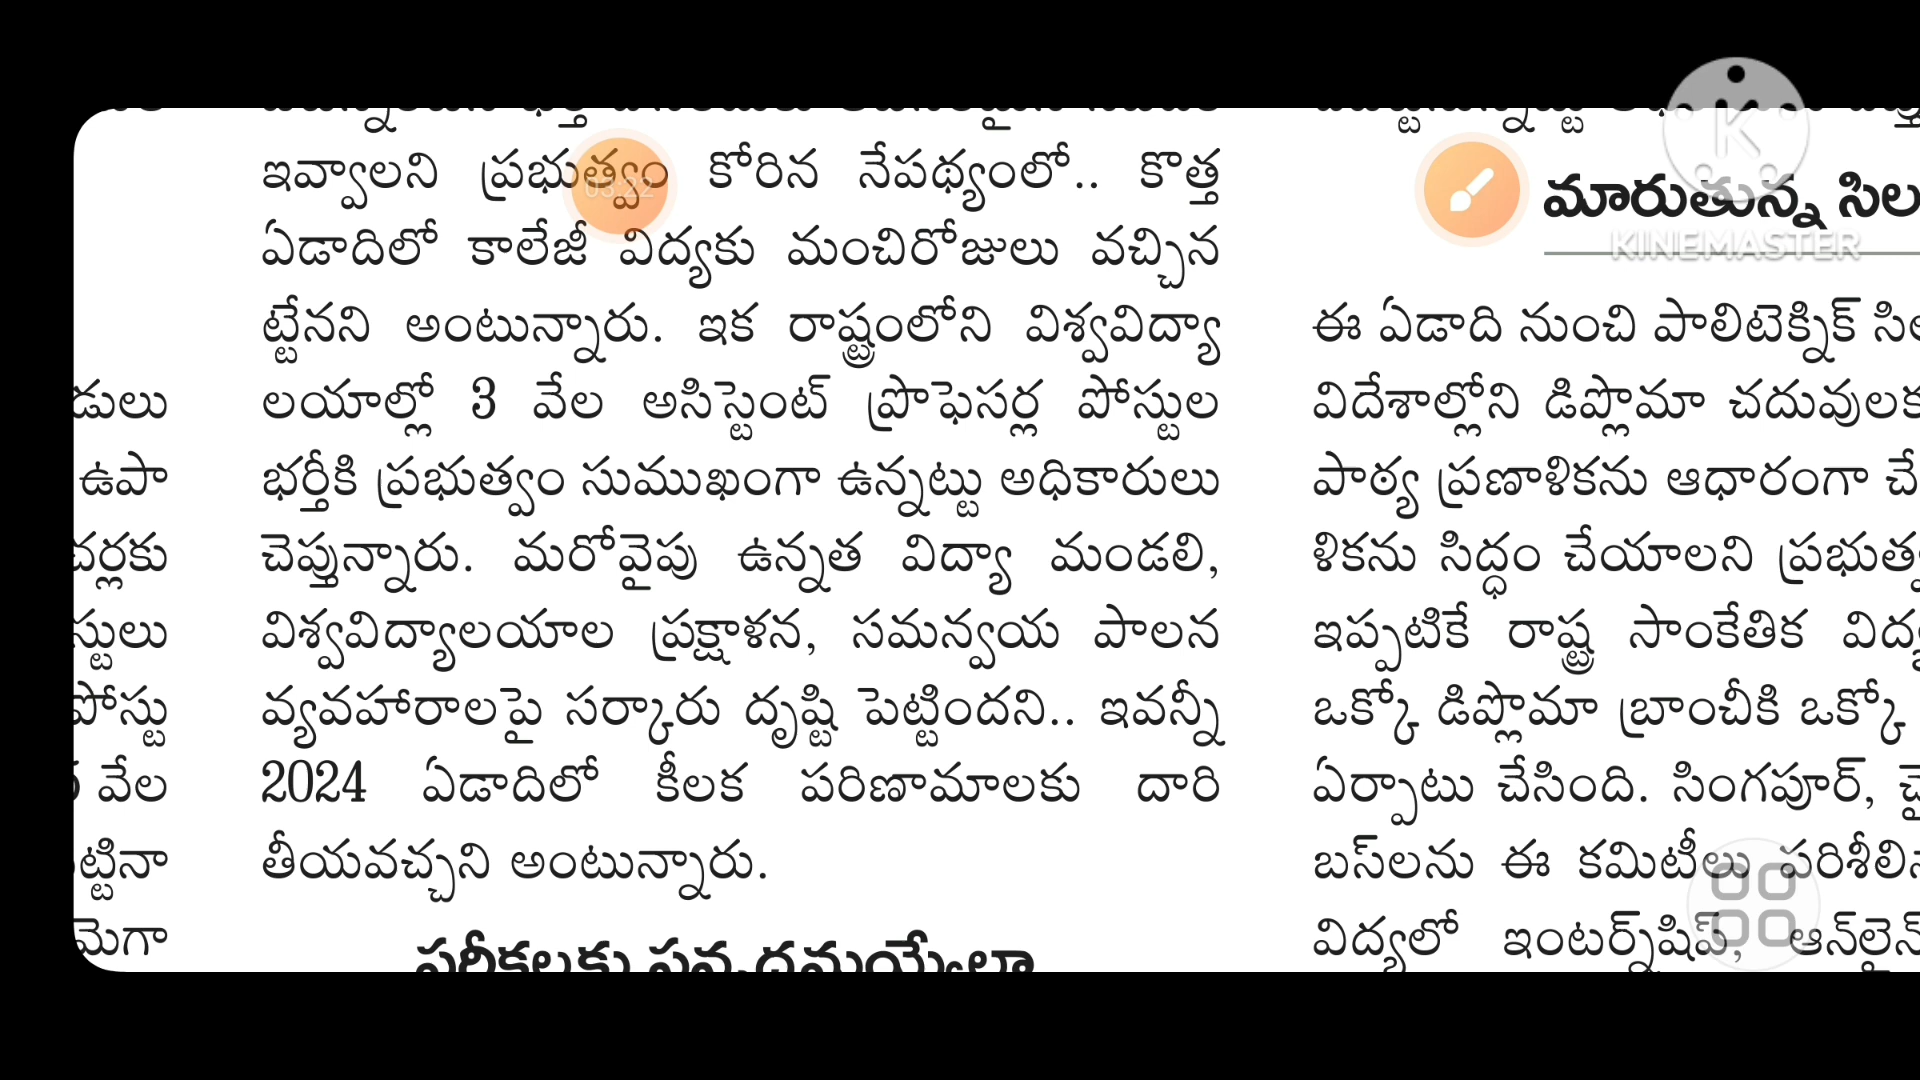 ఇవ్వాలని ప్రభుత్వం కోరిన నేపథ్యంలో.. కొత్త
ఏడాదిలో కాలేజీ విద్యకు మంచిరోజులు వచ్చిన
ట్టేనని అంటున్నారు. ఇక రాష్ట్రంలోని విశ్వవిద్యా
లయాల్లో 3 వేల అసిస్టెంట్ ప్రొఫెసర్ల పోస్టుల
భర్తీకి ప్రభుత్వం సుముఖంగా ఉన్నట్టు అధికారులు
చెప్తున్నారు. మరోవైపు ఉన్నత విద్యా మండలి,
విశ్వవిద్యాలయాల ప్రక్షాళన, సమన్వయ పాలన
వ్యవహారాలపై సర్కారు దృష్టి పెట్టిందని.. ఇవన్నీ
2024 ఏడాదిలో కీలక పరిణామాలకు దారి
తీయవచ్చని అంటున్నారు.
మారుతున్న
ఈ ఏడాది నుంచి పాలిటెక్నిక్
విదేశాల్లోని డిప్లొమా
పాఠ్య ప్రణాళికను ఆధారంగా
ళికను సిద్ధం చేయాలని
ఇప్పటికే రాష్ట్ర సాంకేతిక
ఒక్కో డిప్లొమా బ్రాంచీకి ఒక్కో
ఏర్పాటు చేసింది. సింగపూర్,
బస్‌లను ఈ కమిటీలు
విద్యలో ఇంటర్న్‌షిప్,
ఉపా
వేల
03:22
KINEMASTER